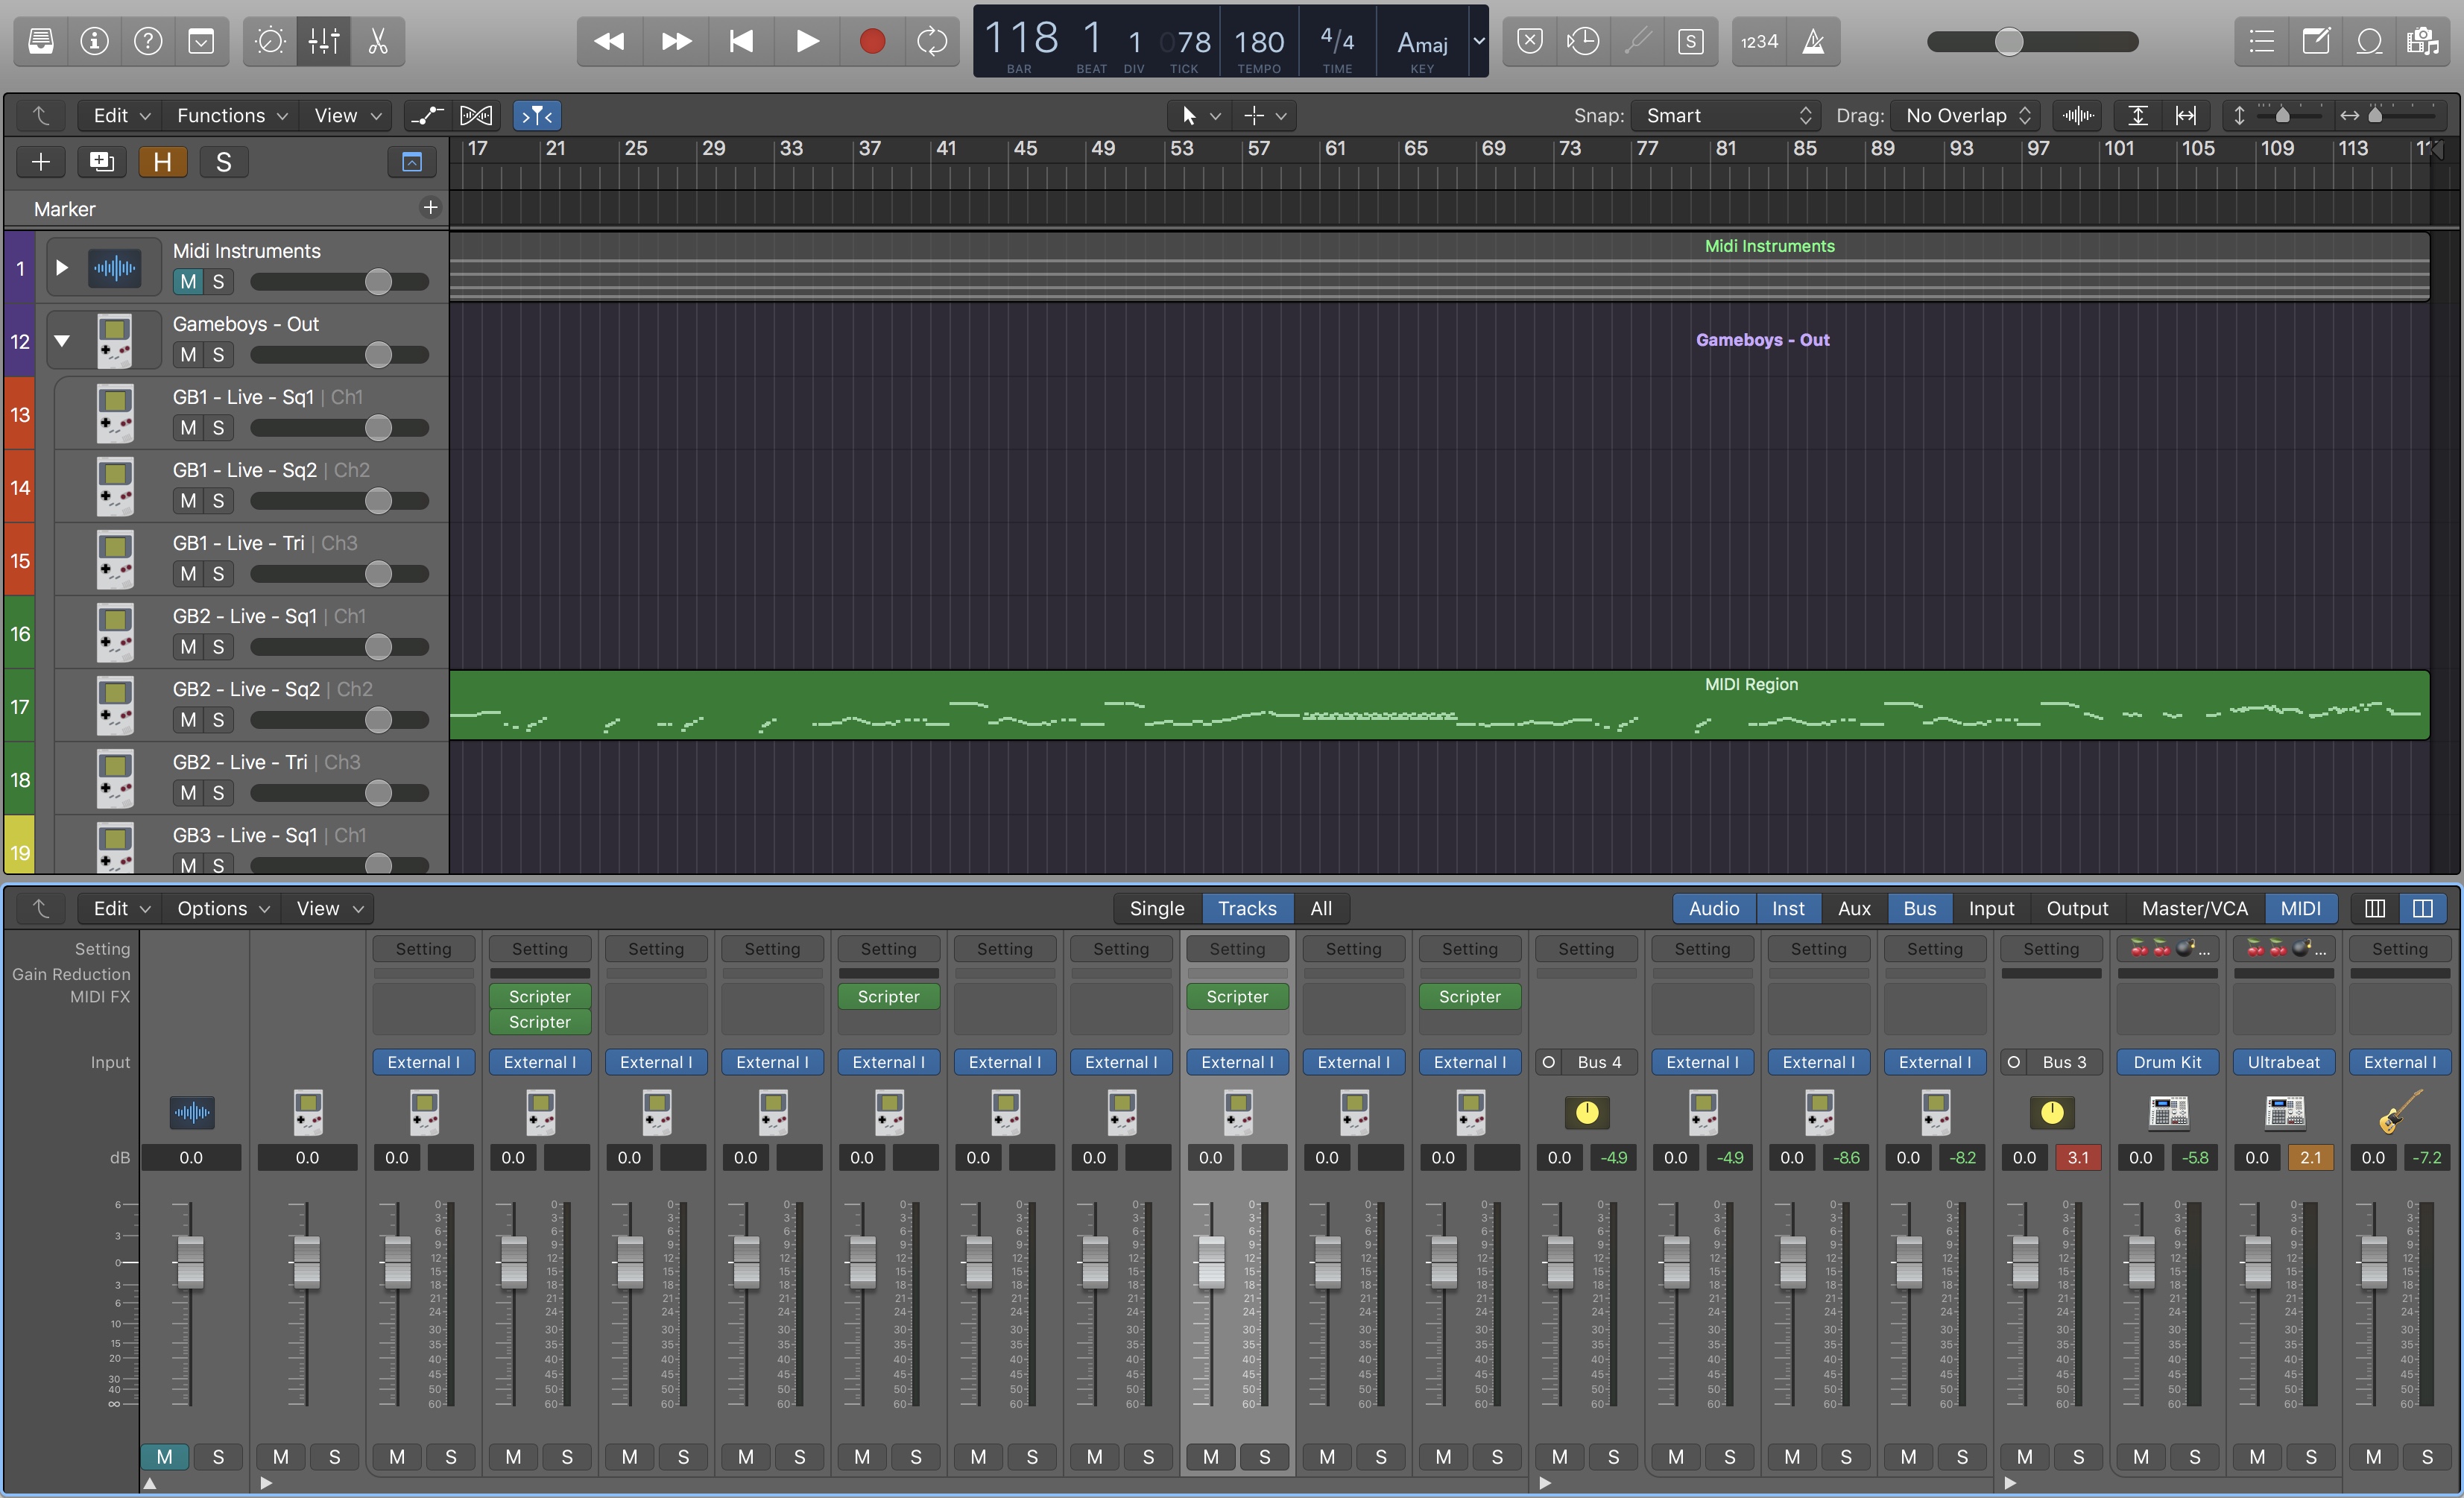 118 1 1 078 180 4/4 Amaj 1234
BAR BEAT DIV TICK TEMPO TIME KEY
Edit Functions View Snap: Smart Drag: No Overlap
H S 17 21 25 29 33 37 41 45 49 53 57 61 65 69 73 77 81 85 89 93 97 101 105 109 113
Marker
1 Midi Instruments Midi Instruments
M S
12 Gameboys - Out Gameboys - Out
M S
13 GB1 - Live - Sq1 | Ch1
M S
14 GB1 - Live - Sq2 | Ch2
M S
15 GB1 - Live - Tri | Ch3
M S
16 GB2 - Live - Sq1 | Ch1
M S
17 GB2 - Live - Sq2 | Ch2 MIDI Region
M S
18 GB2 - Live - Tri | Ch3
M S
19 GB3 - Live - Sq1 | Ch1
M S
Edit Options View Single Tracks All Audio Inst Aux Bus Input Output Master/VCA MIDI
Setting Setting Setting Setting Setting Setting Setting Setting Setting Setting Setting Setting Setting Setting Setting Setting ... ... Setting
Gain Reduction
MIDI FX Scripter Scripter Scripter Scripter
Scripter
Input External I External I External I External I External I External I External I External I External I External I Bus 4 External I External I External I Bus 3 Drum Kit Ultrabeat External I
dB 0.0 0.0 0.0 0.0 0.0 0.0 0.0 0.0 0.0 0.0 0.0 0.0 0.0 -4.9 0.0 -4.9 0.0 -8.6 0.0 -8.2 0.0 3.1 0.0 -5.8 0.0 2.1 0.0 -7.2
M S M S M S M S M S M S M S M S M S M S M S M S M S M S M S M S M S M S M S M S